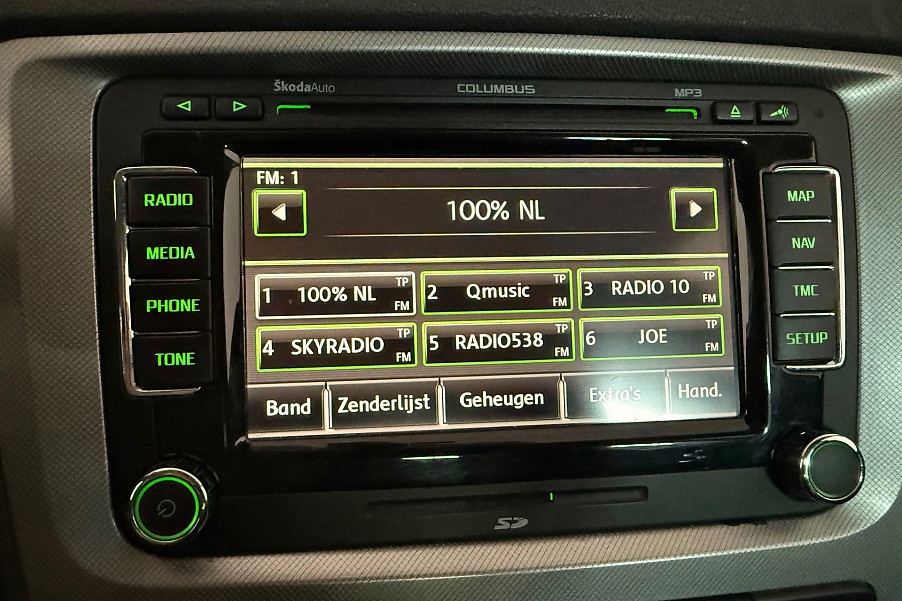 ŠkodaAuto COLUMBUS MP3
RADIO
MEDIA
PHONE
TONE
FM: 1
100% NL
1 100% NL TP FM
2 Qmusic TP FM
3 RADIO 10 TP FM
4 SKYRADIO TP FM
5 RADIO538 TP FM
6 JOE TP FM
Band Zenderlijst Geheugen Extra's Hand.
MAP
NAV
TMC
SETUP
SD